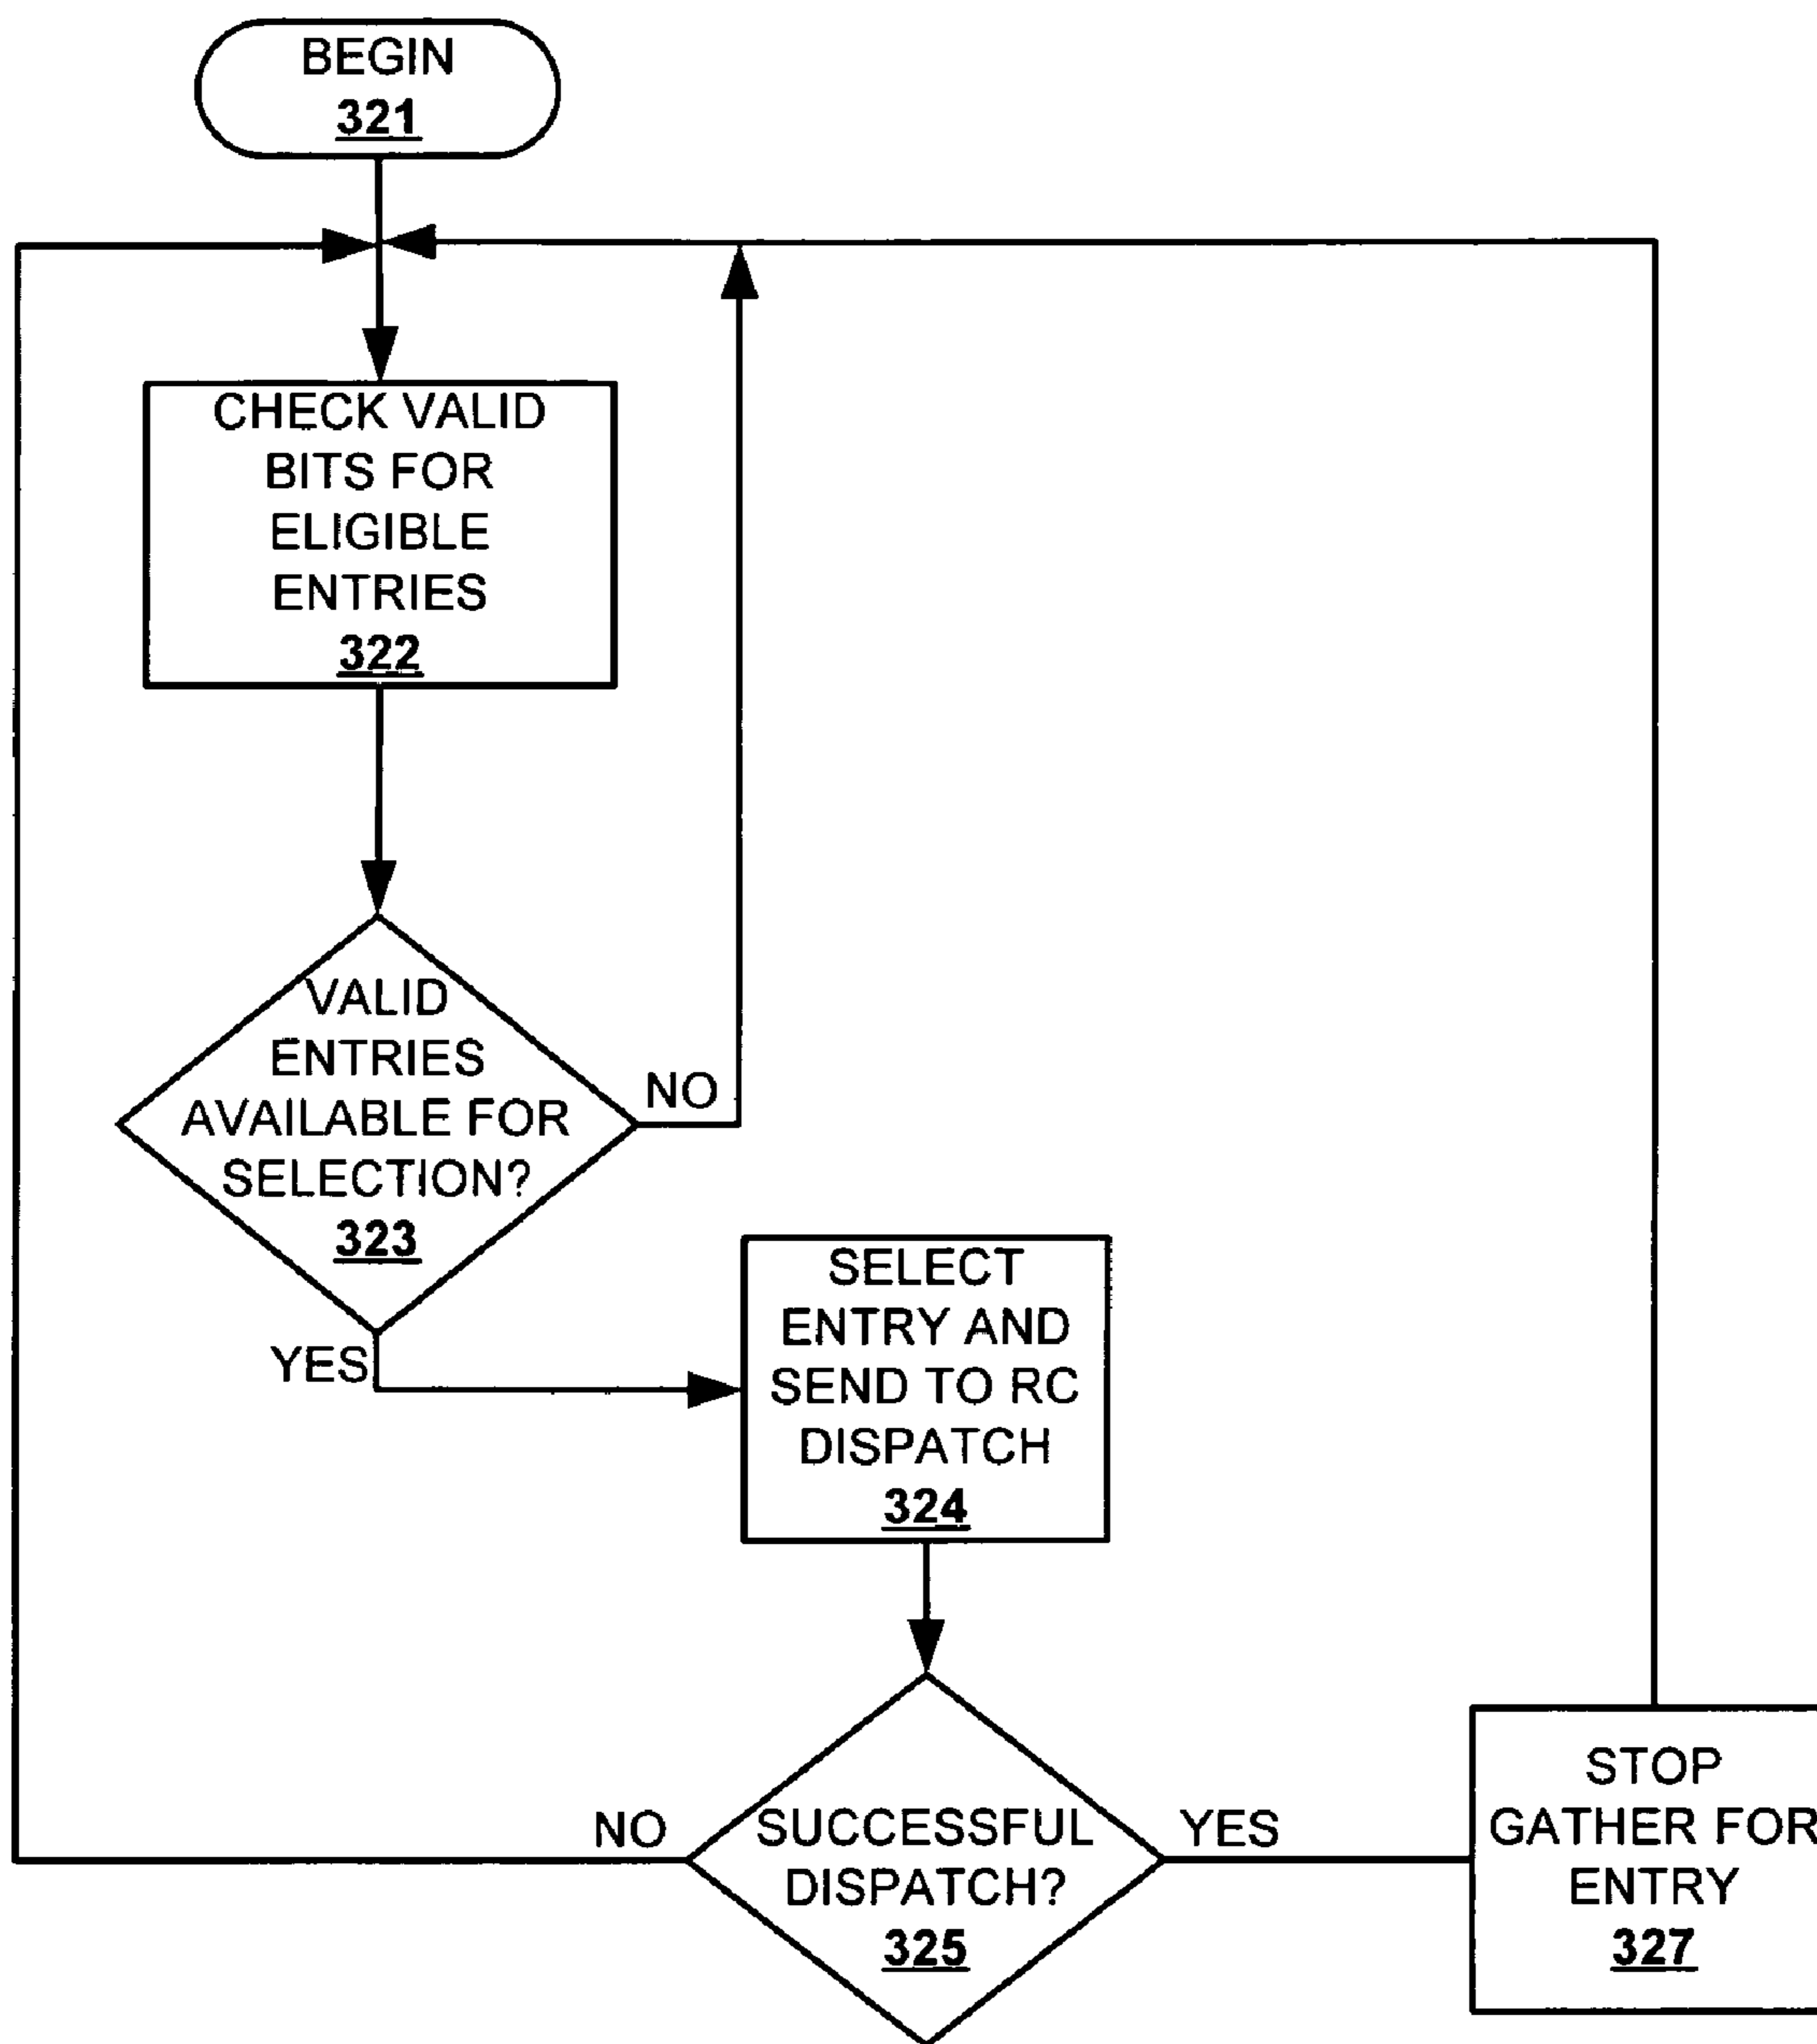 BEGIN
321
CHECK VALID
BITS FOR
ELIGIBLE
ENTRIES
322
VALID
ENTRIES
AVAILABLE FOR
SELECTION?
323
NO
YES
SELECT
ENTRY AND
SEND TO RC
DISPATCH
324
NO
SUCCESSFUL
DISPATCH?
325
YES
STOP
GATHER FOR
ENTRY
327